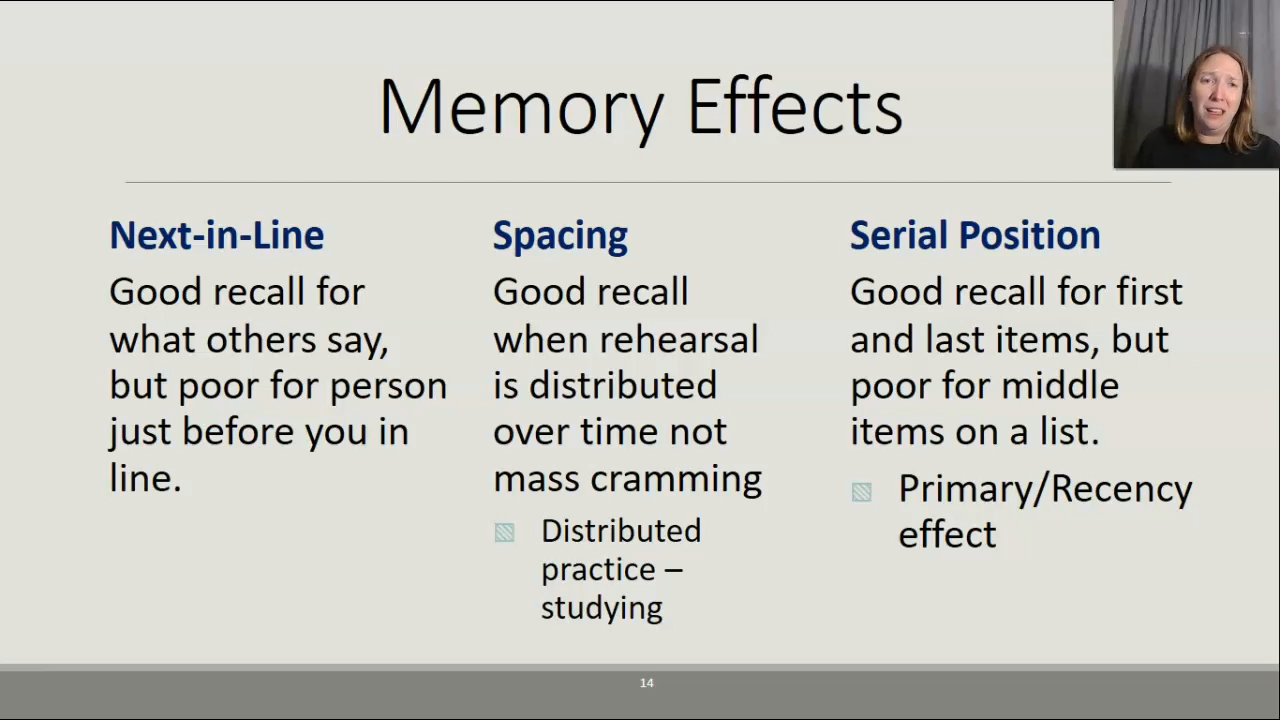 Memory Effects
Next-in-Line
Good recall for
what others say,
but poor for person
just before you in
line.
Spacing
Good recall
when rehearsal
is distributed
over time not
mass cramming
Distributed
practice –
studying
Serial Position
Good recall for first
and last items, but
poor for middle
items on a list.
Primary/Recency
effect
14